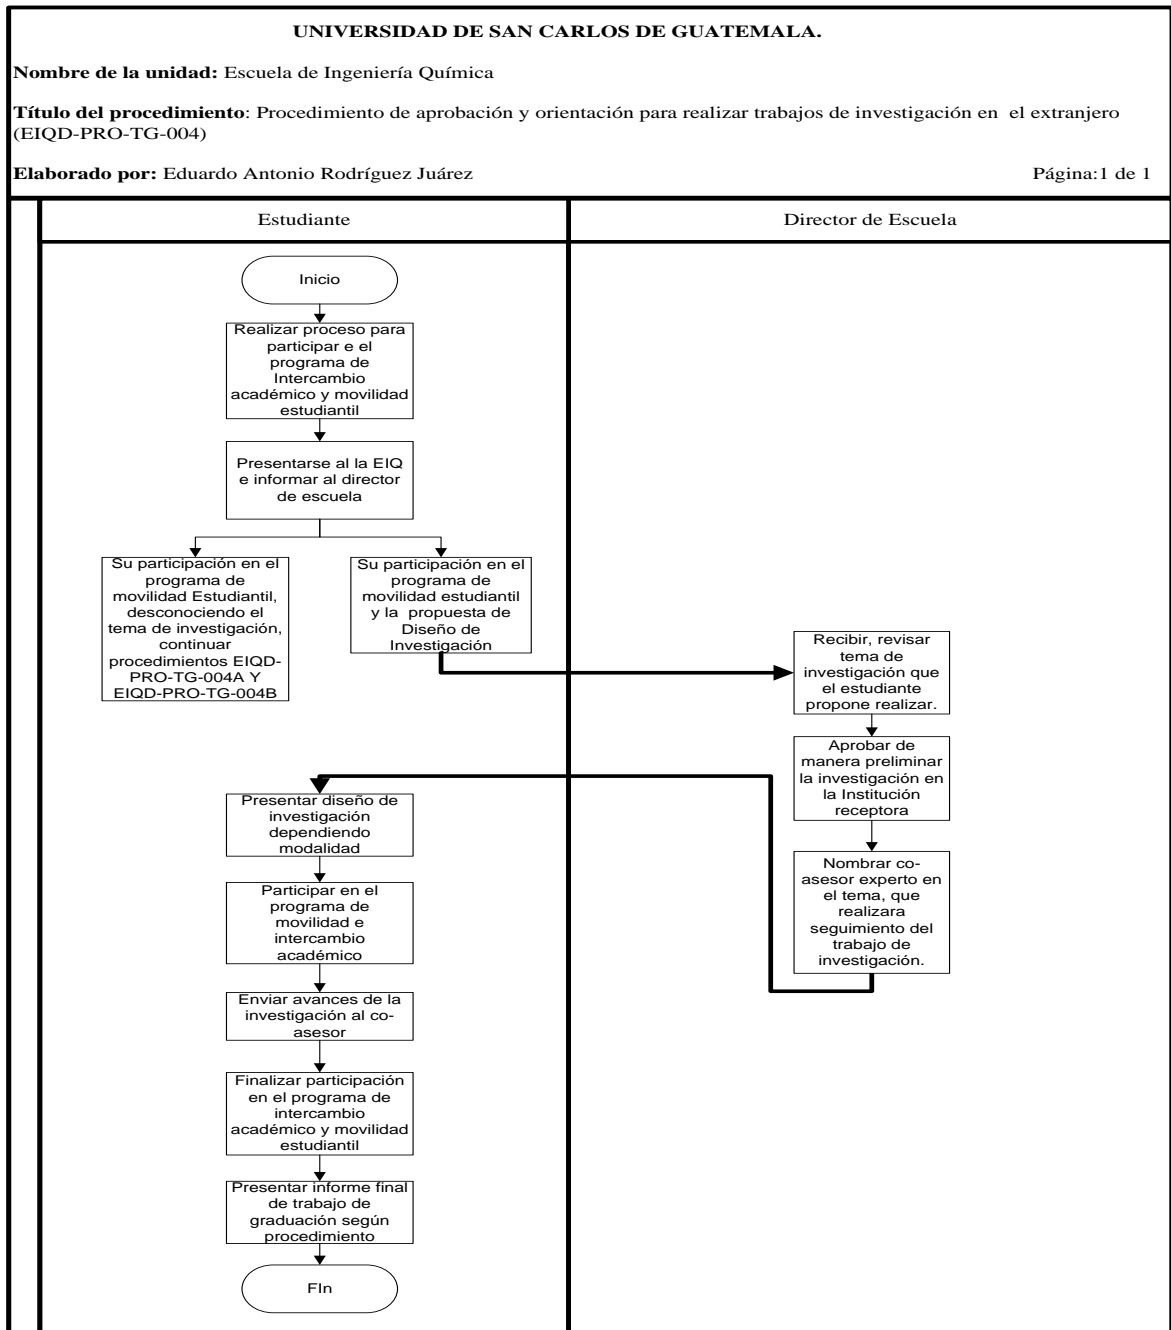 UNIVERSIDAD DE SAN CARLOS DE GUATEMALA.
Nombre de la unidad: Escuela de Ingeniería Química
Título del procedimiento: Procedimiento de aprobación y orientación para realizar trabajos de investigación en el extranjero
(EIQD-PRO-TG-004)
Elaborado por: Eduardo Antonio Rodríguez Juárez Página:1 de 1
Estudiante
Director de Escuela
Inicio
Realizar proceso para
participar e el
programa de
Intercambio
académico y movilidad
estudiantil
Presentarse al la EIQ
e informar al director
de escuela
Su participación en el
programa de
movilidad Estudiantil,
desconociendo el
tema de investigación,
continuar
procedimientos EIQD-
PRO-TG-004A Y
EIQD-PRO-TG-004B
Su participación en el
programa de
movilidad estudiantil
y la propuesta de
Diseño de
Investigación
Recibir, revisar
tema de
investigación que
el estudiante
propone realizar.
Aprobar de
manera preliminar
la investigación en
la Institución
receptora
Nombrar co-
asesor experto en
el tema, que
realizara
seguimiento del
trabajo de
investigación.
Presentar diseño de
investigación
dependiendo
modalidad
Participar en el
programa de
movilidad e
intercambio
académico
Enviar avances de la
investigación al co-
asesor
Finalizar participación
en el programa de
intercambio
académico y movilidad
estudiantil
Presentar informe final
de trabajo de
graduación según
procedimiento
FIn